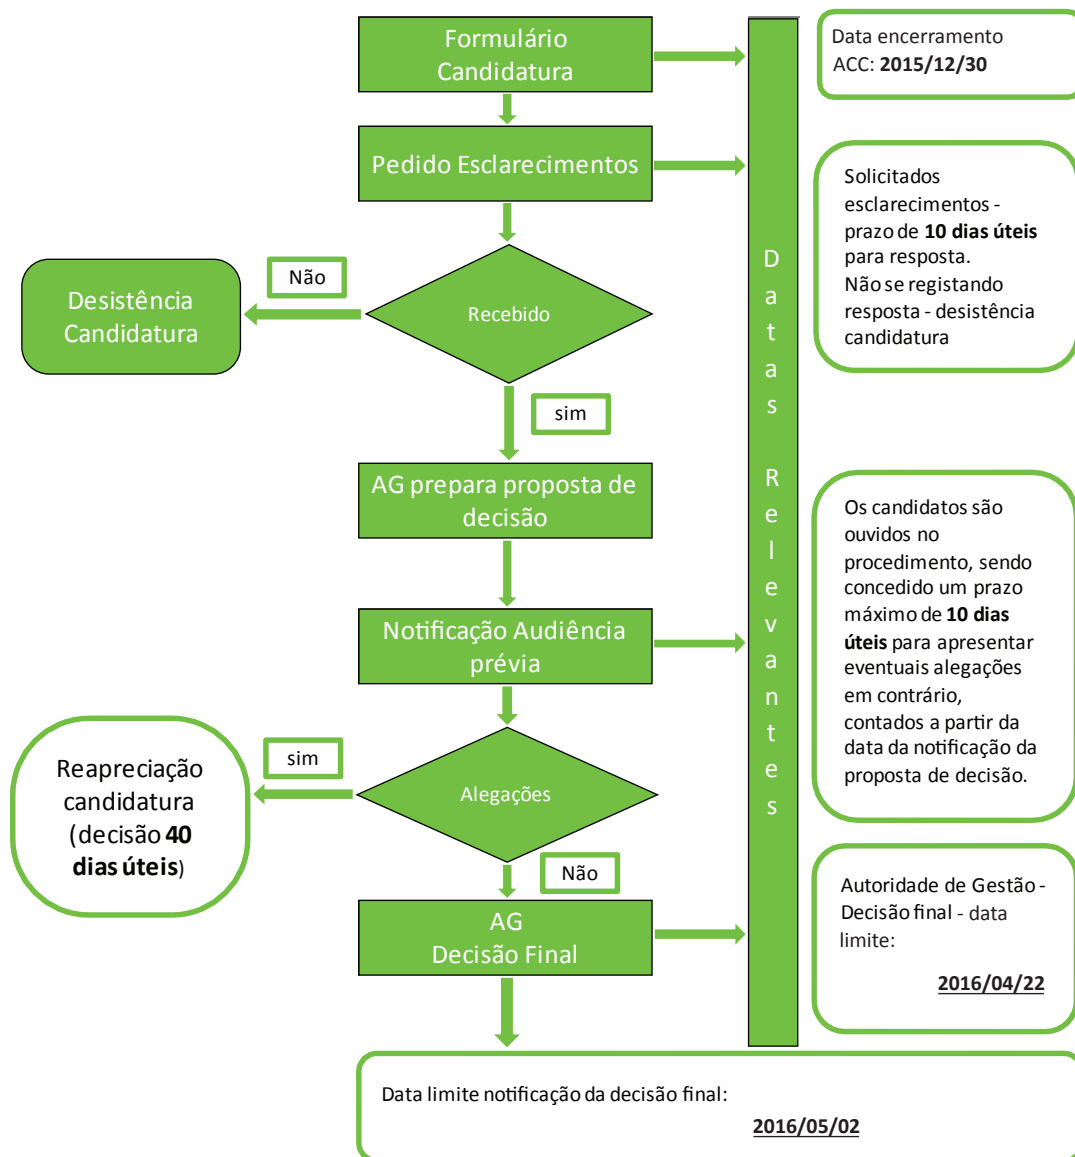 Formulário
Candidatura
Data encerramento
ACC: 2015/12/30
Pedido Esclarecimentos
Solicitados
esclarecimentos -
prazo de 10 dias úteis
para resposta.
Não se registando
resposta - desistência
candidatura
Não
Desistência
Candidatura
Recebido
sim
AG prepara proposta de
decisão
Datas Relevantes
Os candidatos são
ouvidos no
procedimento, sendo
concedido um prazo
máximo de 10 dias
úteis para apresentar
eventuais alegações
em contrário,
contados a partir da
data da notificação da
proposta de decisão.
Notificação Audiência
prévia
sim
Reapreciação
candidatura
(decisão 40
dias úteis)
Alegações
Não
AG
Decisão Final
Autoridade de Gestão -
Decisão final - data
limite:
2016/04/22
Data limite notificação da decisão final:
2016/05/02